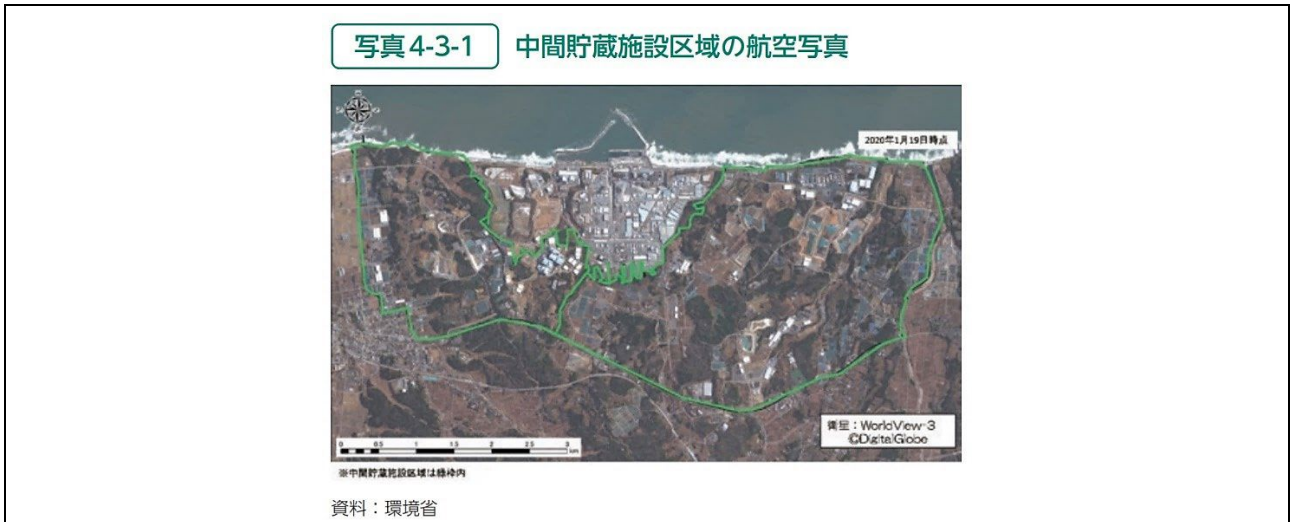 写真4-3-1 中間貯蔵施設区域の航空写真
2020年1月19日時点
衛星：WorldView-3
©DigitalGlobe
0 0.5 1 1.5 2 2.5 3
km
※中間貯蔵施設区域は緑枠内
資料：環境省